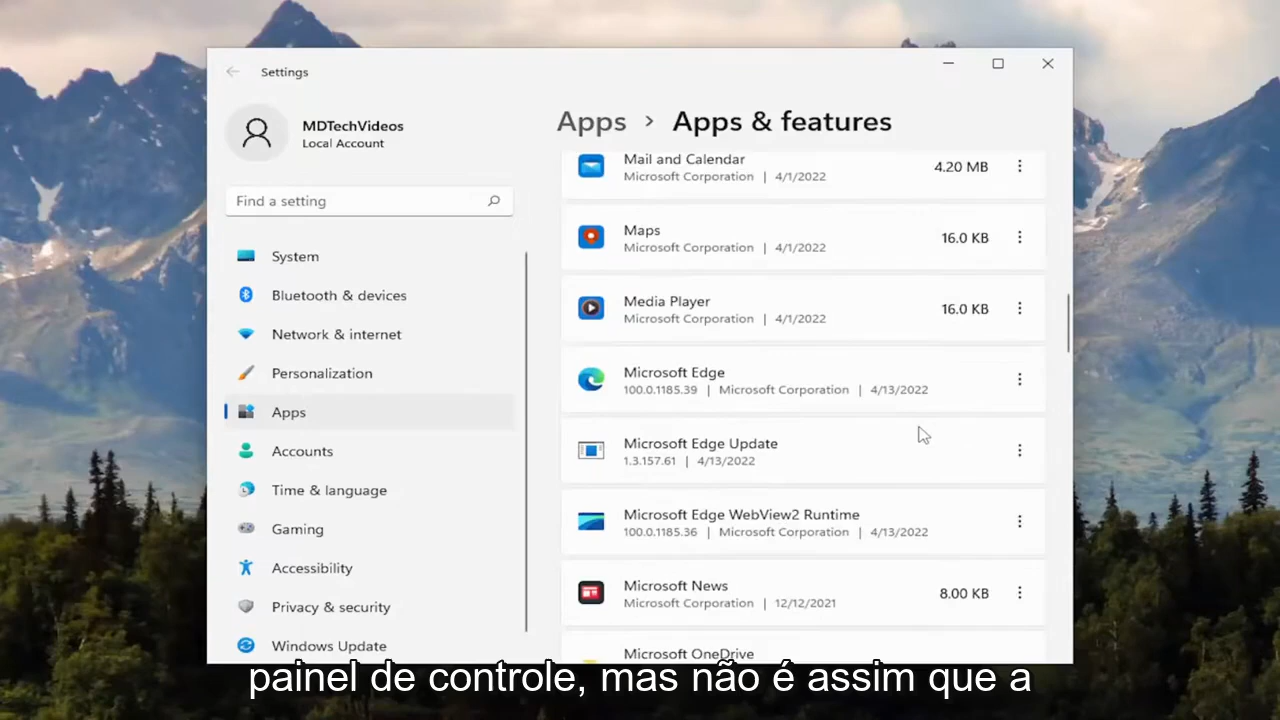 Settings
MDTechVideos
Local Account
Find a setting
System
Bluetooth & devices
Network & internet
Personalization
Apps
Accounts
Time & language
Gaming
Accessibility
Privacy & security
Windows Update
Apps > Apps & features
Mail and Calendar
Microsoft Corporation | 4/1/2022
4.20 MB
Maps
Microsoft Corporation | 4/1/2022
16.0 KB
Media Player
Microsoft Corporation | 4/1/2022
16.0 KB
Microsoft Edge
100.0.1185.39 | Microsoft Corporation | 4/13/2022
Microsoft Edge Update
1.3.157.61 | 4/13/2022
Microsoft Edge WebView2 Runtime
100.0.1185.36 | Microsoft Corporation | 4/13/2022
Microsoft News
Microsoft Corporation | 12/12/2021
8.00 KB
Microsoft OneDrive
painel de controle, mas não é assim que a